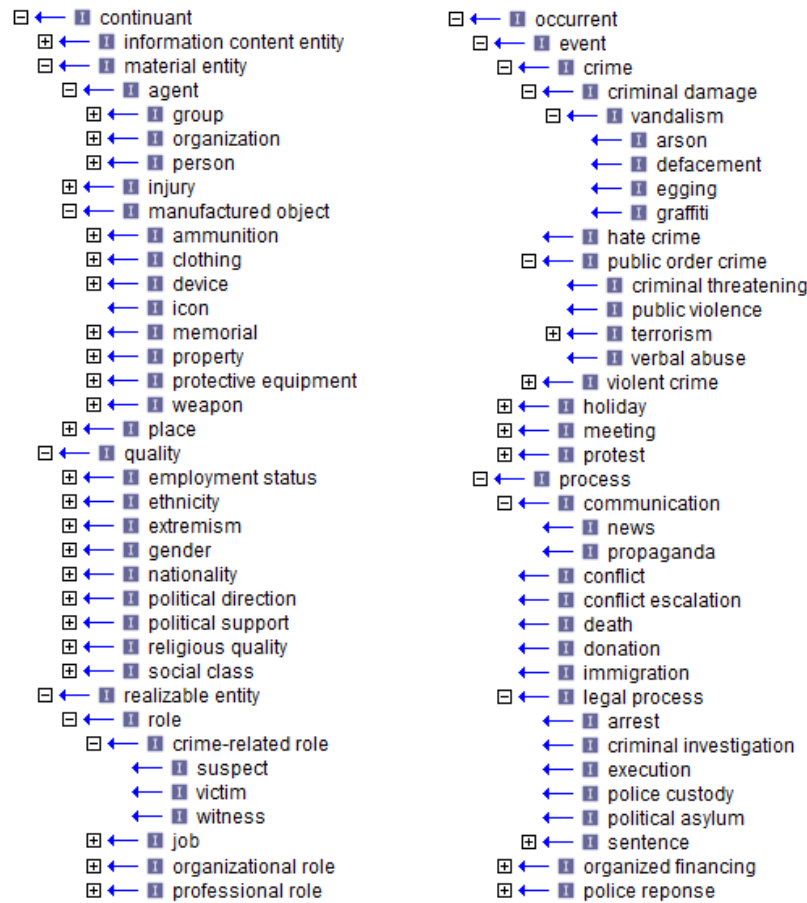 continuant
information content entity
material entity
agent
group
organization
person
injury
manufactured object
ammunition
clothing
device
icon
memorial
property
protective equipment
weapon
place
quality
employment status
ethnicity
extremism
gender
nationality
political direction
political support
religious quality
social class
realizable entity
role
crime-related role
suspect
victim
witness
job
organizational role
professional role
occurrent
event
crime
criminal damage
vandalism
arson
defacement
egging
graffiti
hate crime
public order crime
criminal threatening
public violence
terrorism
verbal abuse
violent crime
holiday
meeting
protest
process
communication
news
propaganda
conflict
conflict escalation
death
donation
immigration
legal process
arrest
criminal investigation
execution
police custody
political asylum
sentence
organized financing
police reponse